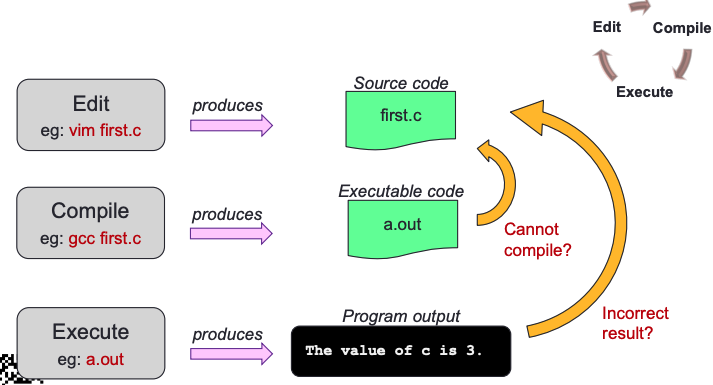 Edit
Compile
Execute
Edit
eg: vim first.c
produces
Source code
first.c
Compile
eg: gcc first.c
produces
Executable code
a.out
Cannot
compile?
Execute
eg: a.out
produces
Program output
The value of c is 3.
Incorrect
result?